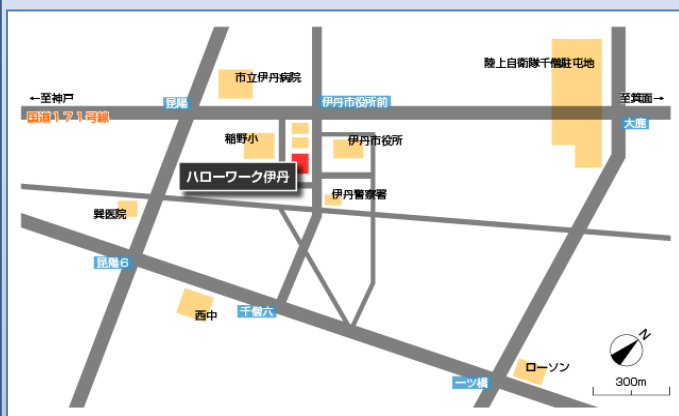 市立伊丹病院
陸上自衛隊千僧駐屯地
←至神戸
昆陽
伊丹市役所前
至箕面→
国道171号線
大鹿
稲野小
伊丹市役所
ハローワーク伊丹
伊丹警察署
巽医院
昆陽6
西中
千僧六
N
ローソン
一ツ橋
300m